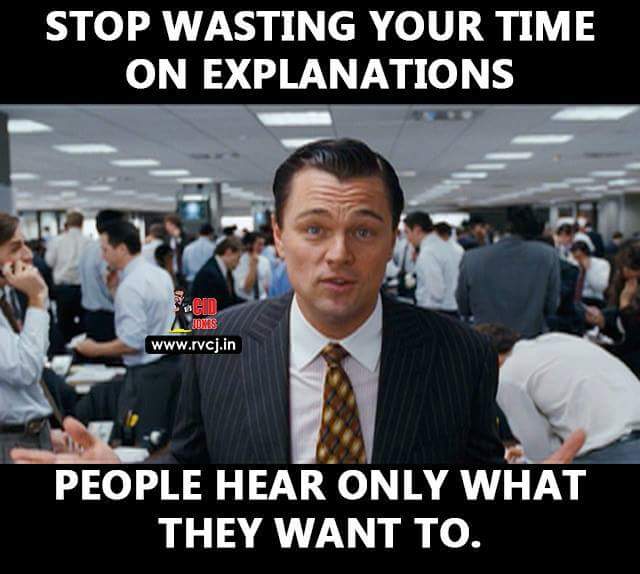 STOP WASTING YOUR TIME
ON EXPLANATIONS
CID
JOKES
www.rvcj.in
PEOPLE HEAR ONLY WHAT
THEY WANT TO.